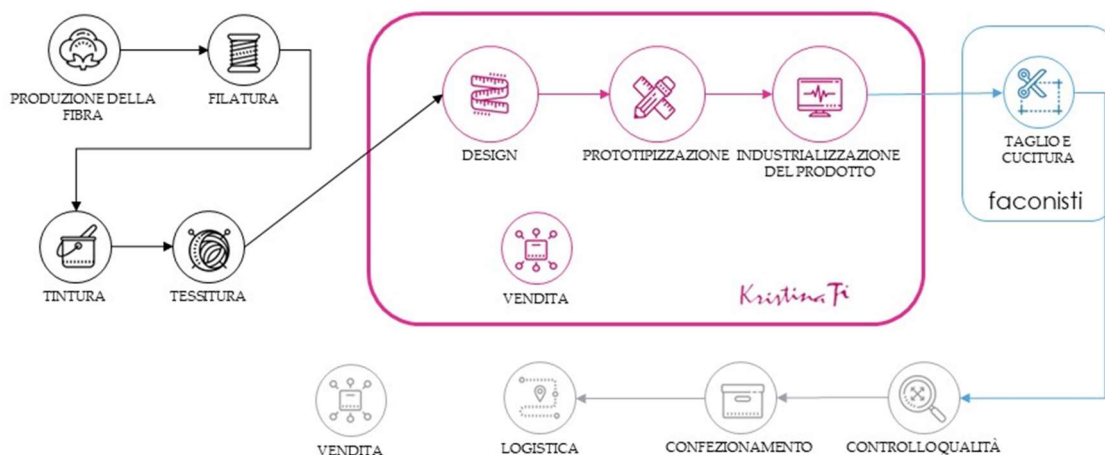 PRODUZIONE DELLA
FIBRA
FILATURA
DESIGN
PROTOTIPIZZAZIONE
INDUSTRIALIZZAZIONE
DEL PRODOTTO
TAGLIO E
CUCITURA
faconisti
TINTURA
TESSITURA
VENDITA
Kristina Ti
VENDITA
LOGISTICA
CONFEZIONAMENTO
CONTROLLO QUALITÀ